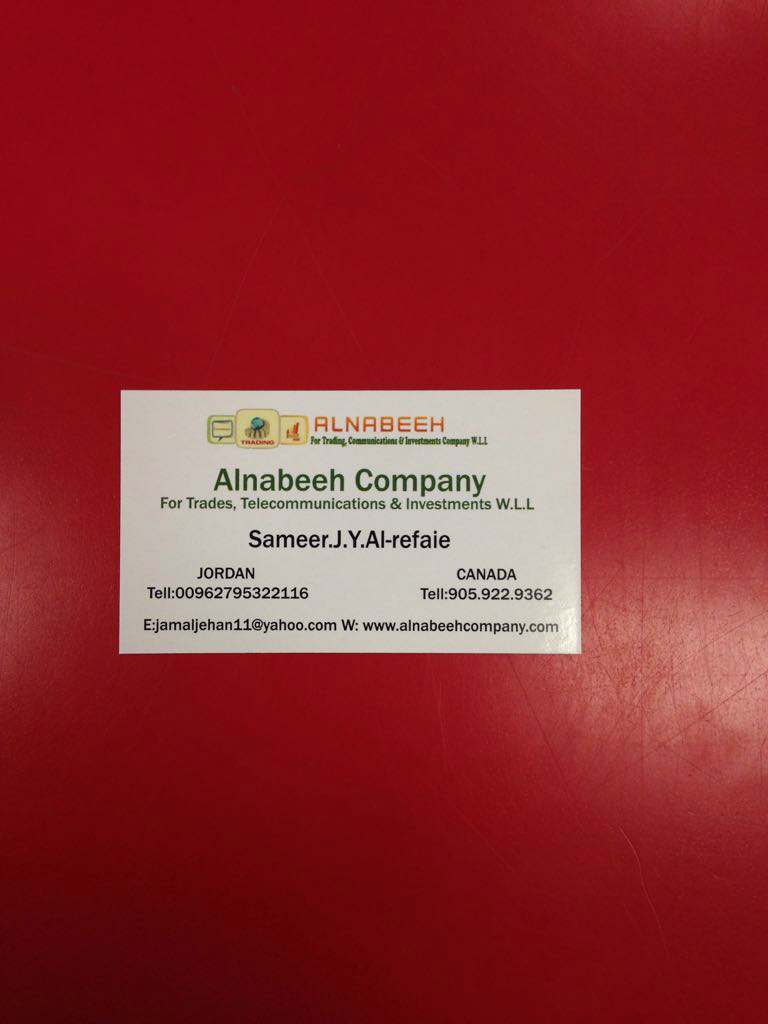 TRADING
ALNABEEH
For Trading, Communications & Investments Company W.L.L
Alnabeeh Company
For Trades, Telecommunications & Investments W.L.L
Sameer.J.Y.Al-refaie
JORDAN CANADA
Tell:00962795322116 Tell:905.922.9362
E:jamaljehan11@yahoo.com W: www.alnabeehcompany.com